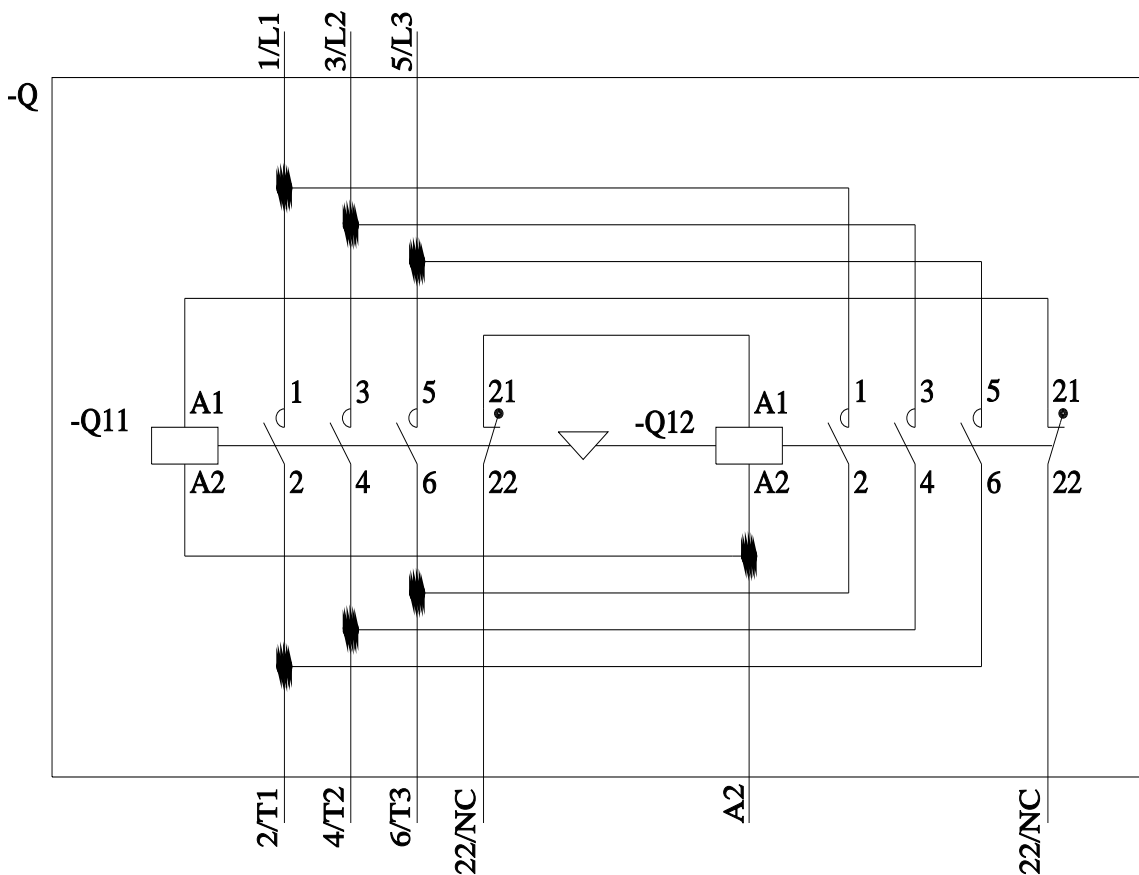 1/L1 3/L2 5/L3
-Q
1 3 5 21 1 3 5 21
A1 A1
-Q11 -Q12
A2 2 4 6 22 A2 2 4 6 22
2/T1 4/T2 6/T3 22/NC A2 22/NC